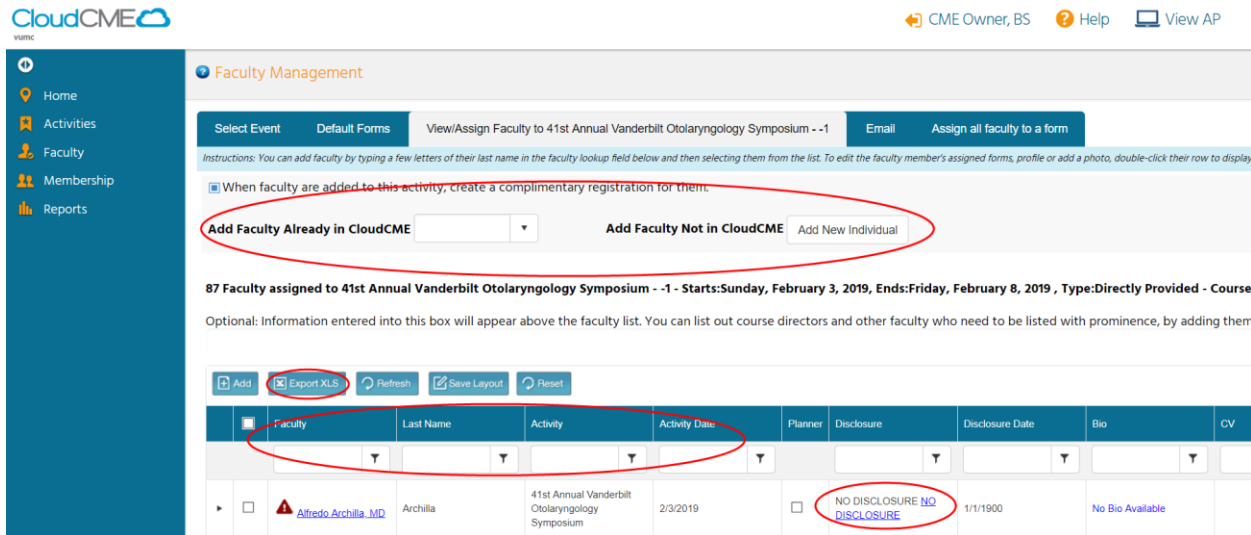 CloudCME
vumc
CME Owner, BS
Help
View AP
Home
Activities
Faculty
Membership
Reports
Faculty Management
Select Event
Default Forms
View/Assign Faculty to 41st Annual Vanderbilt Otolaryngology Symposium - -1
Email
Assign all faculty to a form
Instructions: You can add faculty by typing a few letters of their last name in the faculty lookup field below and then selecting them from the list. To edit the faculty member's assigned forms, profile or add a photo, double-click their row to display
When faculty are added to this activity, create a complimentary registration for them.
Add Faculty Already in CloudCME
Add Faculty Not in CloudCME
Add New Individual
87 Faculty assigned to 41st Annual Vanderbilt Otolaryngology Symposium - -1 - Starts:Sunday, February 3, 2019, Ends:Friday, February 8, 2019 , Type:Directly Provided - Course
Optional: Information entered into this box will appear above the faculty list. You can list out course directors and other faculty who need to be listed with prominence, by adding them
Add
Export XLS
Refresh
Save Layout
Reset
Faculty
Last Name
Activity
Activity Date
Planner
Disclosure
Disclosure Date
Bio
CV
Alfredo Archilla, MD
Archilla
41st Annual Vanderbilt
Otolaryngology
Symposium
2/3/2019
NO DISCLOSURE NO
DISCLOSURE
1/1/1900
No Bio Available